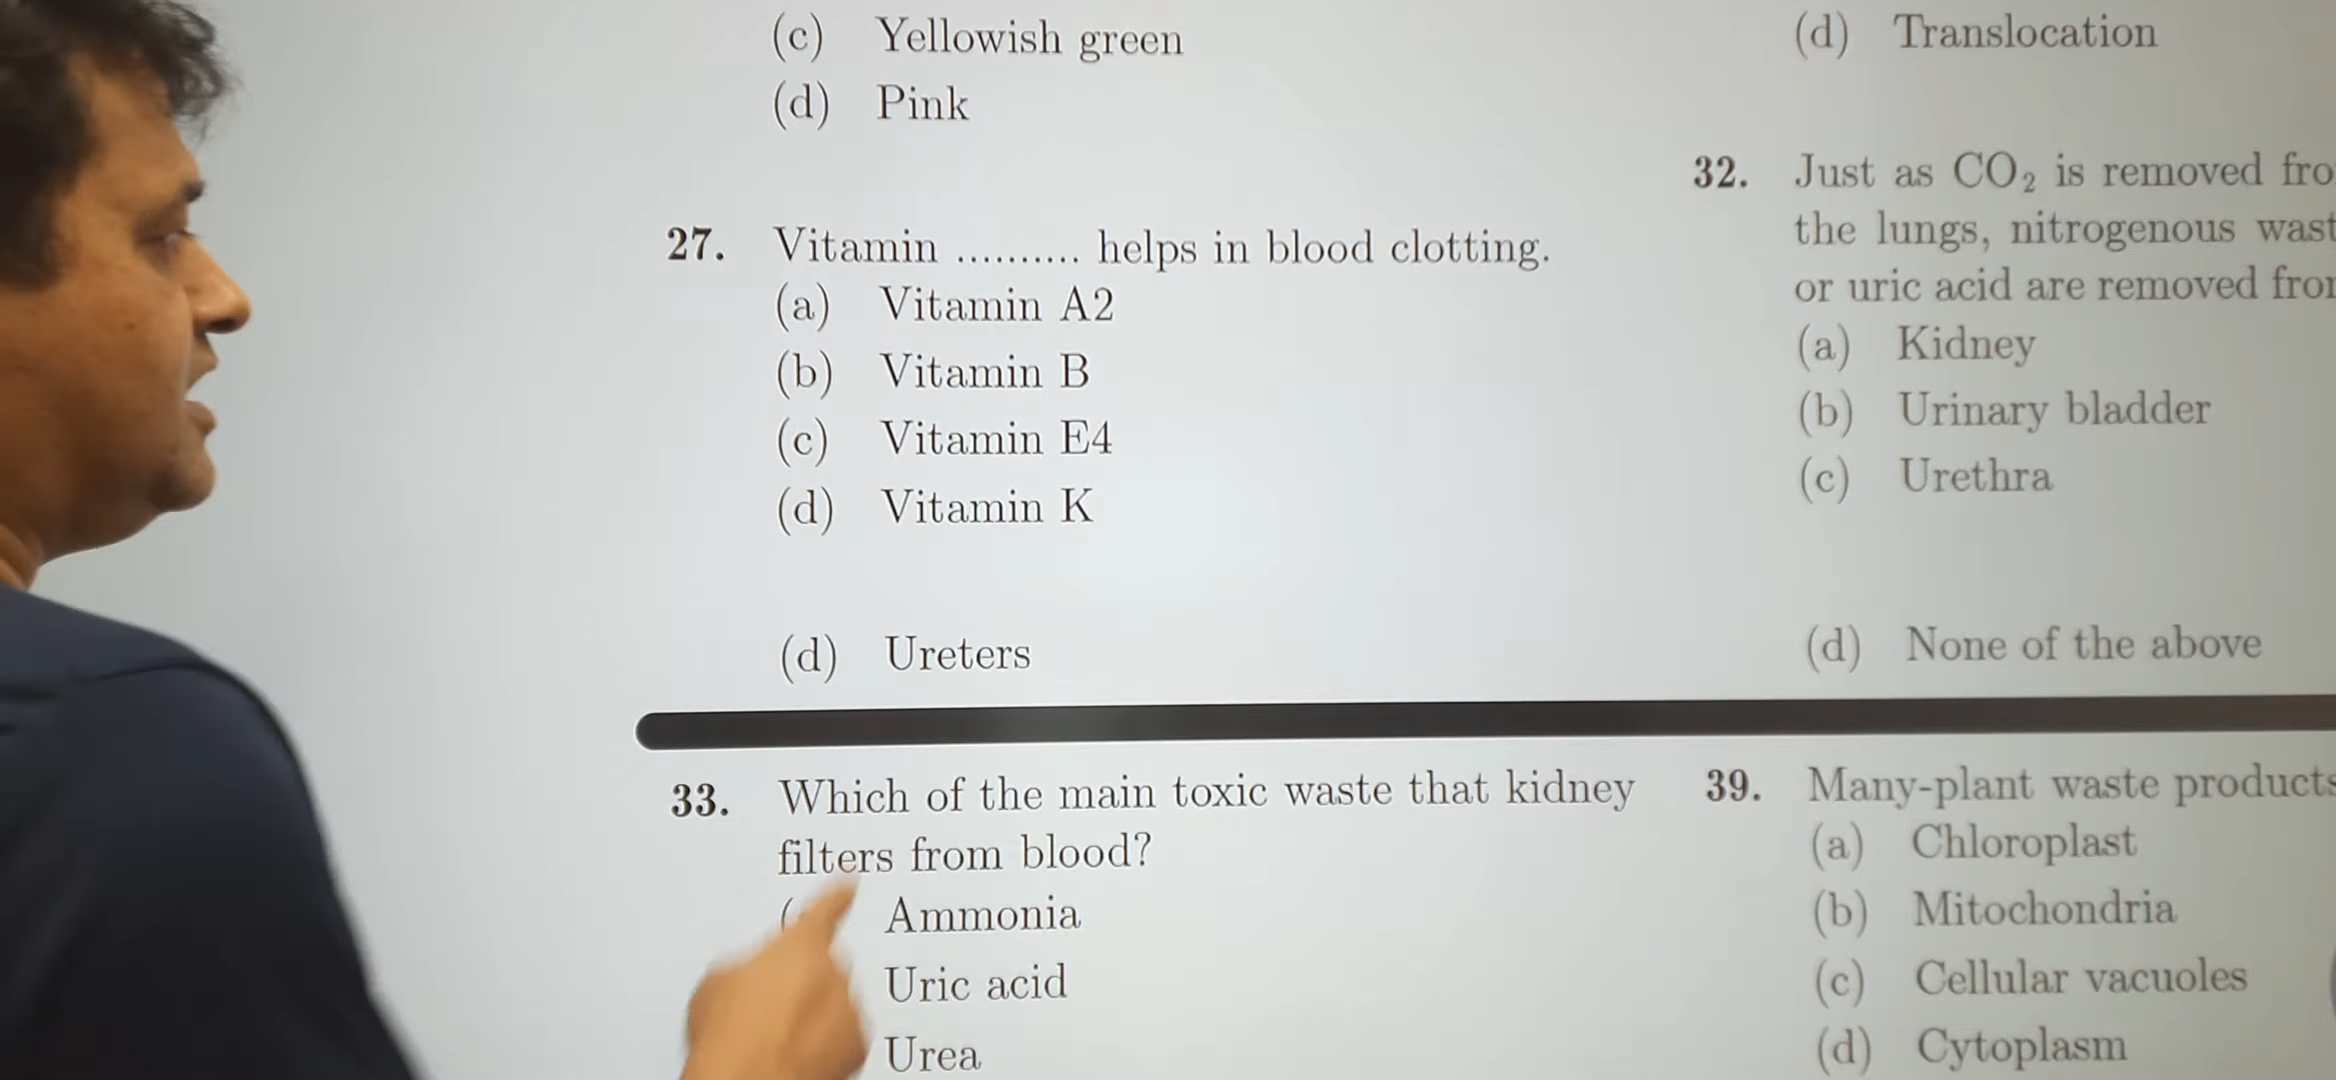 (c) Yellowish green
(d) Pink
27. Vitamin .......... helps in blood clotting.
(a) Vitamin A2
(b) Vitamin B
(c) Vitamin E4
(d) Vitamin K
(d) Ureters
33. Which of the main toxic waste that kidney
filters from blood?
( Ammonia
Uric acid
Urea
(d) Translocation
32. Just as CO₂ is removed
the lungs, nitrogenous
or uric acid are removed
(a) Kidney
(b) Urinary bladder
(c) Urethra
(d) None of the above
39. Many-plant waste products
(a) Chloroplast
(b) Mitochondria
(c) Cellular vacuoles
(d) Cytoplasm